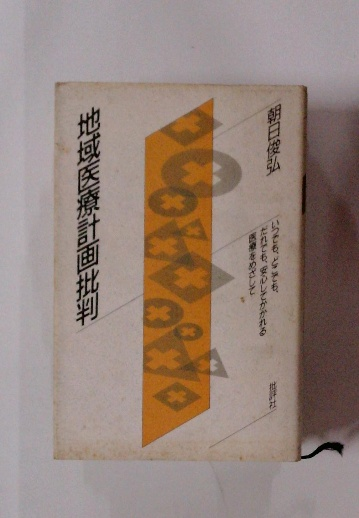 朝日俊弘
地域医療計画批判
いつでも、どこでも、
だれでも、安心してかかれる
医療をめざして
批評社